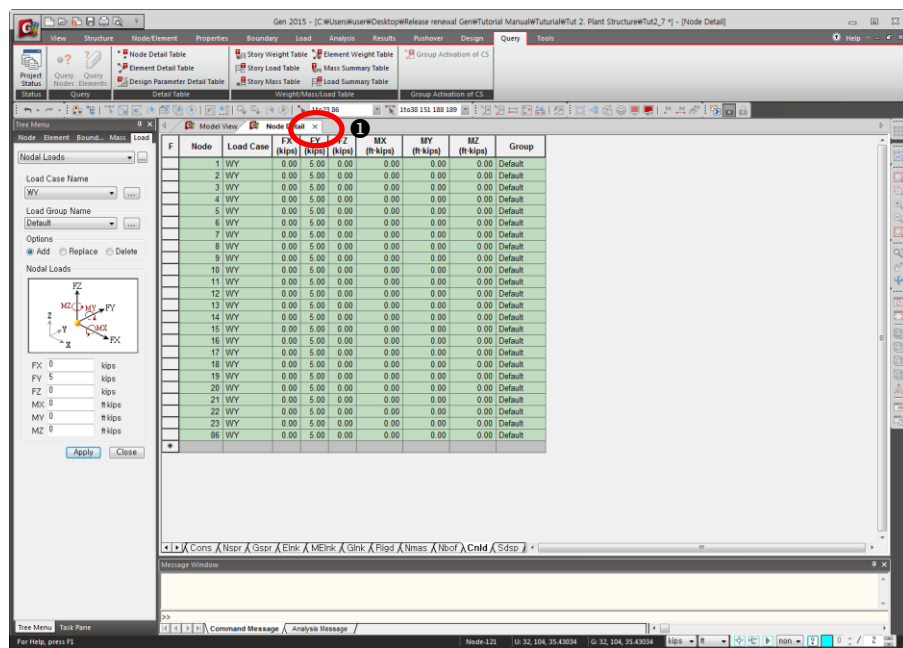 Gen 2015 - [C:₩Users₩user₩Desktop₩Release renewal Gen₩Tutorial Manual₩Tuturial₩Tut 2. Plant Structure₩Tut2_7 *] - [Node Detail]
View Structure Node/Element Properties Boundary Load Analysis Results Pushover Design Query Tools Help
Project Status
Query Nodes
Query Elements
Node Detail Table
Element Detail Table
Design Parameter Detail Table
Story Weight Table
Story Load Table
Story Mass Table
Element Weight Table
Mass Summary Table
Load Summary Table
Group Activation of CS
Status Query Detail Table Weight/Mass/Load Table Group Activation of CS
1to23 86 1to38 151 188 189
Tree Menu
Node Element Bound... Mass Load
Nodal Loads ...
Load Case Name
WY ...
Load Group Name
Default ...
Options
Add Replace Delete
Nodal Loads
FZ
MZ MY FY
Z Y MX
X FX
FX 0 kips
FY 5 kips
FZ 0 kips
MX 0 ft·kips
MY 0 ft·kips
MZ 0 ft·kips
Apply Close
Tree Menu Task Pane
Model View Node Detail × ❶
F Node Load Case FX (kips) FY (kips) FZ (kips) MX (ft·kips) MY (ft·kips) MZ (ft·kips) Group
1 WY 0.00 5.00 0.00 0.00 0.00 0.00 Default
2 WY 0.00 5.00 0.00 0.00 0.00 0.00 Default
3 WY 0.00 5.00 0.00 0.00 0.00 0.00 Default
4 WY 0.00 5.00 0.00 0.00 0.00 0.00 Default
5 WY 0.00 5.00 0.00 0.00 0.00 0.00 Default
6 WY 0.00 5.00 0.00 0.00 0.00 0.00 Default
7 WY 0.00 5.00 0.00 0.00 0.00 0.00 Default
8 WY 0.00 5.00 0.00 0.00 0.00 0.00 Default
9 WY 0.00 5.00 0.00 0.00 0.00 0.00 Default
10 WY 0.00 5.00 0.00 0.00 0.00 0.00 Default
11 WY 0.00 5.00 0.00 0.00 0.00 0.00 Default
12 WY 0.00 5.00 0.00 0.00 0.00 0.00 Default
13 WY 0.00 5.00 0.00 0.00 0.00 0.00 Default
14 WY 0.00 5.00 0.00 0.00 0.00 0.00 Default
15 WY 0.00 5.00 0.00 0.00 0.00 0.00 Default
16 WY 0.00 5.00 0.00 0.00 0.00 0.00 Default
17 WY 0.00 5.00 0.00 0.00 0.00 0.00 Default
18 WY 0.00 5.00 0.00 0.00 0.00 0.00 Default
19 WY 0.00 5.00 0.00 0.00 0.00 0.00 Default
20 WY 0.00 5.00 0.00 0.00 0.00 0.00 Default
21 WY 0.00 5.00 0.00 0.00 0.00 0.00 Default
22 WY 0.00 5.00 0.00 0.00 0.00 0.00 Default
23 WY 0.00 5.00 0.00 0.00 0.00 0.00 Default
86 WY 0.00 5.00 0.00 0.00 0.00 0.00 Default
*
Cons Nspr Gspr Elnk MElnk Glnk Rigd Nmas Nbof Cnld Sdsp
Message Window
>>
Command Message Analysis Message
For Help, press F1 Node-121 U: 32, 104, 35.43034 G: 32, 104, 35.43034 kips ft non 0 / 2